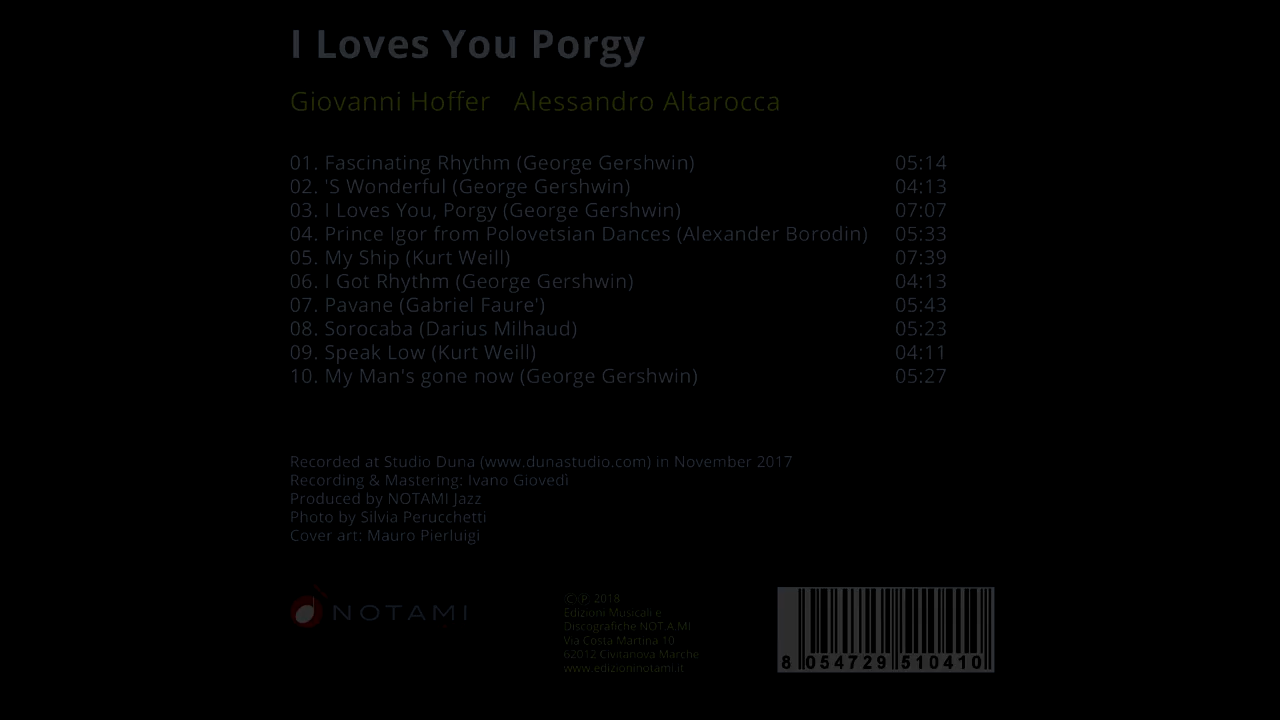 I Loves You Porgy
Giovanni Hoffer Alessandro Altarocca
01. Fascinating Rhythm (George Gershwin) 05:14
02. 'S Wonderful (George Gershwin) 04:13
03. I Loves You, Porgy (George Gershwin) 07:07
04. Prince Igor from Polovetsian Dances (Alexander Borodin) 05:33
05. My Ship (Kurt Weill) 07:39
06. I Got Rhythm (George Gershwin) 04:13
07. Pavane (Gabriel Faure') 05:43
08. Sorocaba (Darius Milhaud) 05:23
09. Speak Low (Kurt Weill) 04:11
10. My Man's gone now (George Gershwin) 05:27
Recorded at Studio Duna (www.dunastudio.com) in November 2017
Recording & Mastering: Ivano Giovedì
Produced by NOTAMI Jazz
Photo by Silvia Perucchetti
Cover art: Mauro Pierluigi
NOTAMI
©P. 2018
Edizioni Musicali e
Discografiche NOT.A.MI
Via Costa Martina 10
62012 Civitanova Marche
www.edizioninotami.it
8 054729 510410